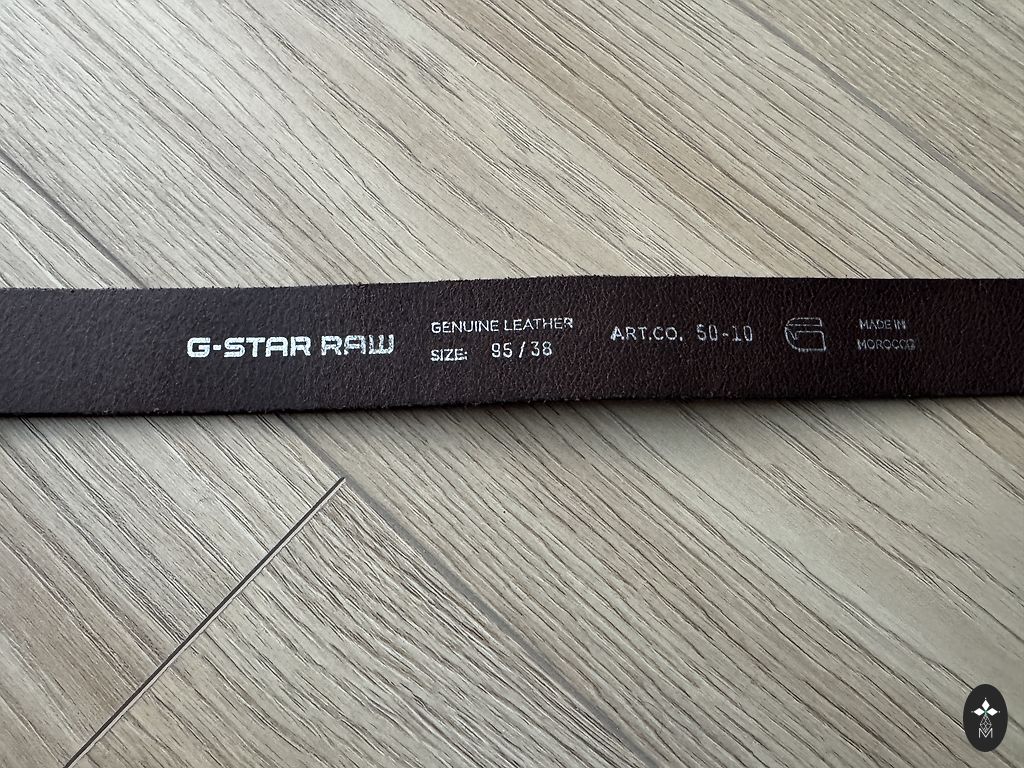 G-STAR RAW
GENUINE LEATHER
SIZE: 95/38
ART.CO. 50-10
MADE IN
MOROCCO
M